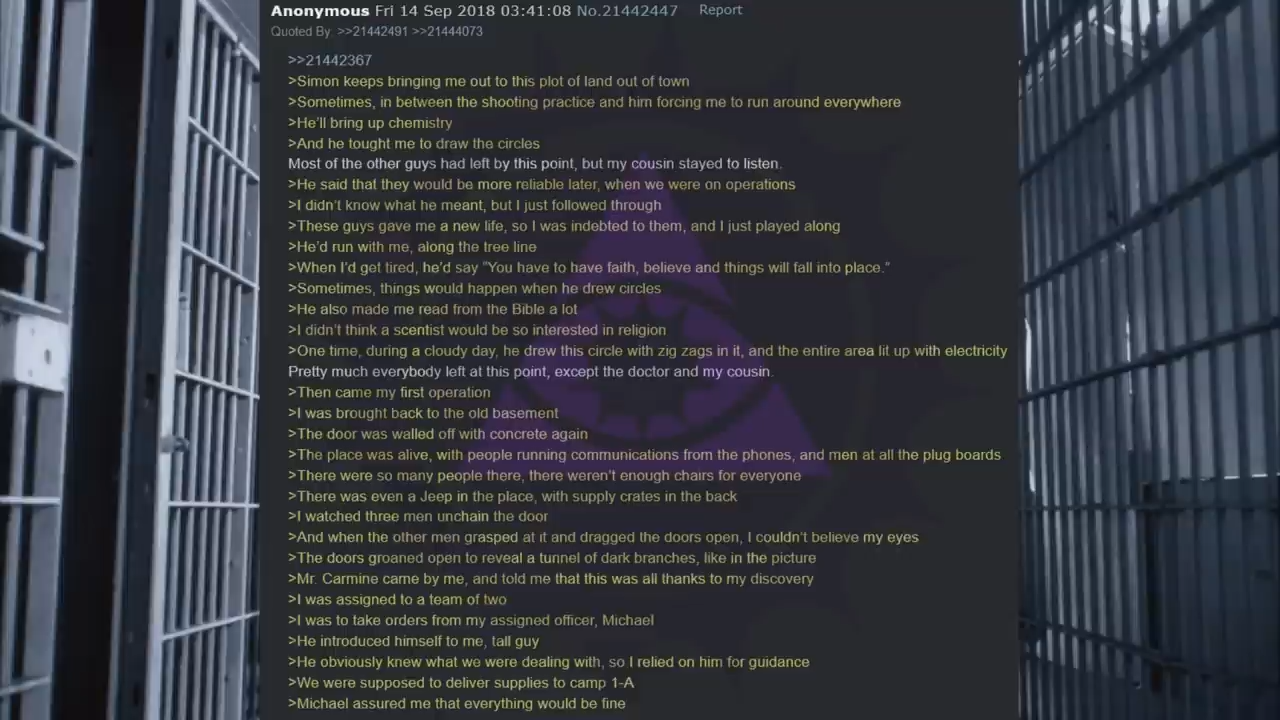 Anonymous Fri 14 Sep 2018 03:41:08 No.21442447 Report
Quoted By: >>21442491 >>21444073
>>21442367
>Simon keeps bringing me out to this plot of land out of town
>Sometimes, in between the shooting practice and him forcing me to run around everywhere
>He'll bring up chemistry
>And he tought me to draw the circles
Most of the other guys had left by this point, but my cousin stayed to listen.
>He said that they would be more reliable later, when we were on operations
>I didn't know what he meant, but I just followed through
>These guys gave me a new life, so I was indebted to them, and I just played along
>He'd run with me, along the tree line
>When I'd get tired, he'd say "You have to have faith, believe and things will fall into place."
>Sometimes, things would happen when he drew circles
>He also made me read from the Bible a lot
>I didn't think a scentist would be so interested in religion
>One time, during a cloudy day, he drew this circle with zig zags in it, and the entire area lit up with electricity
Pretty much everybody left at this point, except the doctor and my cousin.
>Then came my first operation
>I was brought back to the old basement
>The door was walled off with concrete again
>The place was alive, with people running communications from the phones, and men at all the plug boards
>There were so many people there, there weren't enough chairs for everyone
>There was even a Jeep in the place, with supply crates in the back
>I watched three men unchain the door
>And when the other men grasped at it and dragged the doors open, I couldn't believe my eyes
>The doors groaned open to reveal a tunnel of dark branches, like in the picture
>Mr. Carmine came by me, and told me that this was all thanks to my discovery
>I was assigned to a team of two
>I was to take orders from my assigned officer, Michael
>He introduced himself to me, tall guy
>He obviously knew what we were dealing with, so I relied on him for guidance
>We were supposed to deliver supplies to camp 1-A
>Michael assured me that everything would be fine